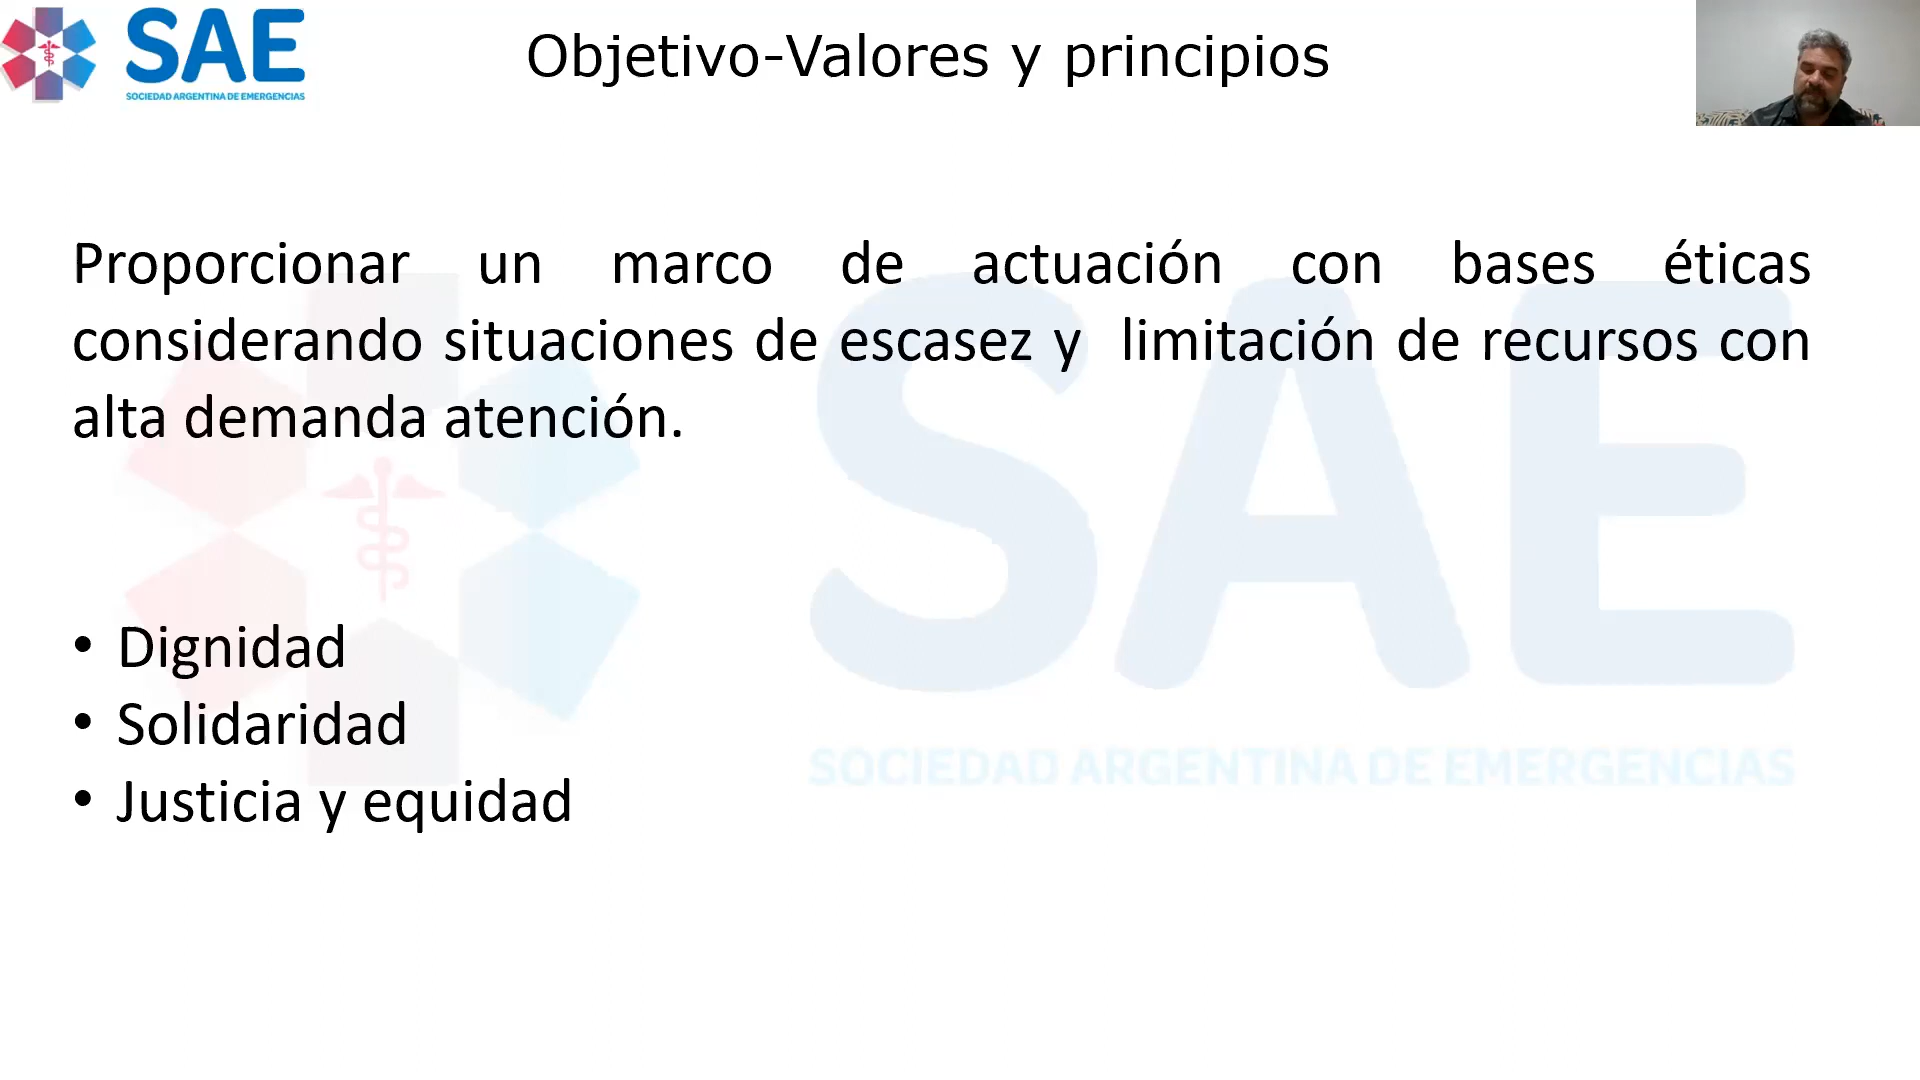 SAE
SOCIEDAD ARGENTINA DE EMERGENCIAS
Objetivo-Valores y principios
Proporcionar un marco de actuación con bases éticas
considerando situaciones de escasez y limitación de recursos con
alta demanda atención.
• Dignidad
• Solidaridad
• Justicia y equidad
SAE
SOCIEDAD ARGENTINA DE EMERGENCIAS